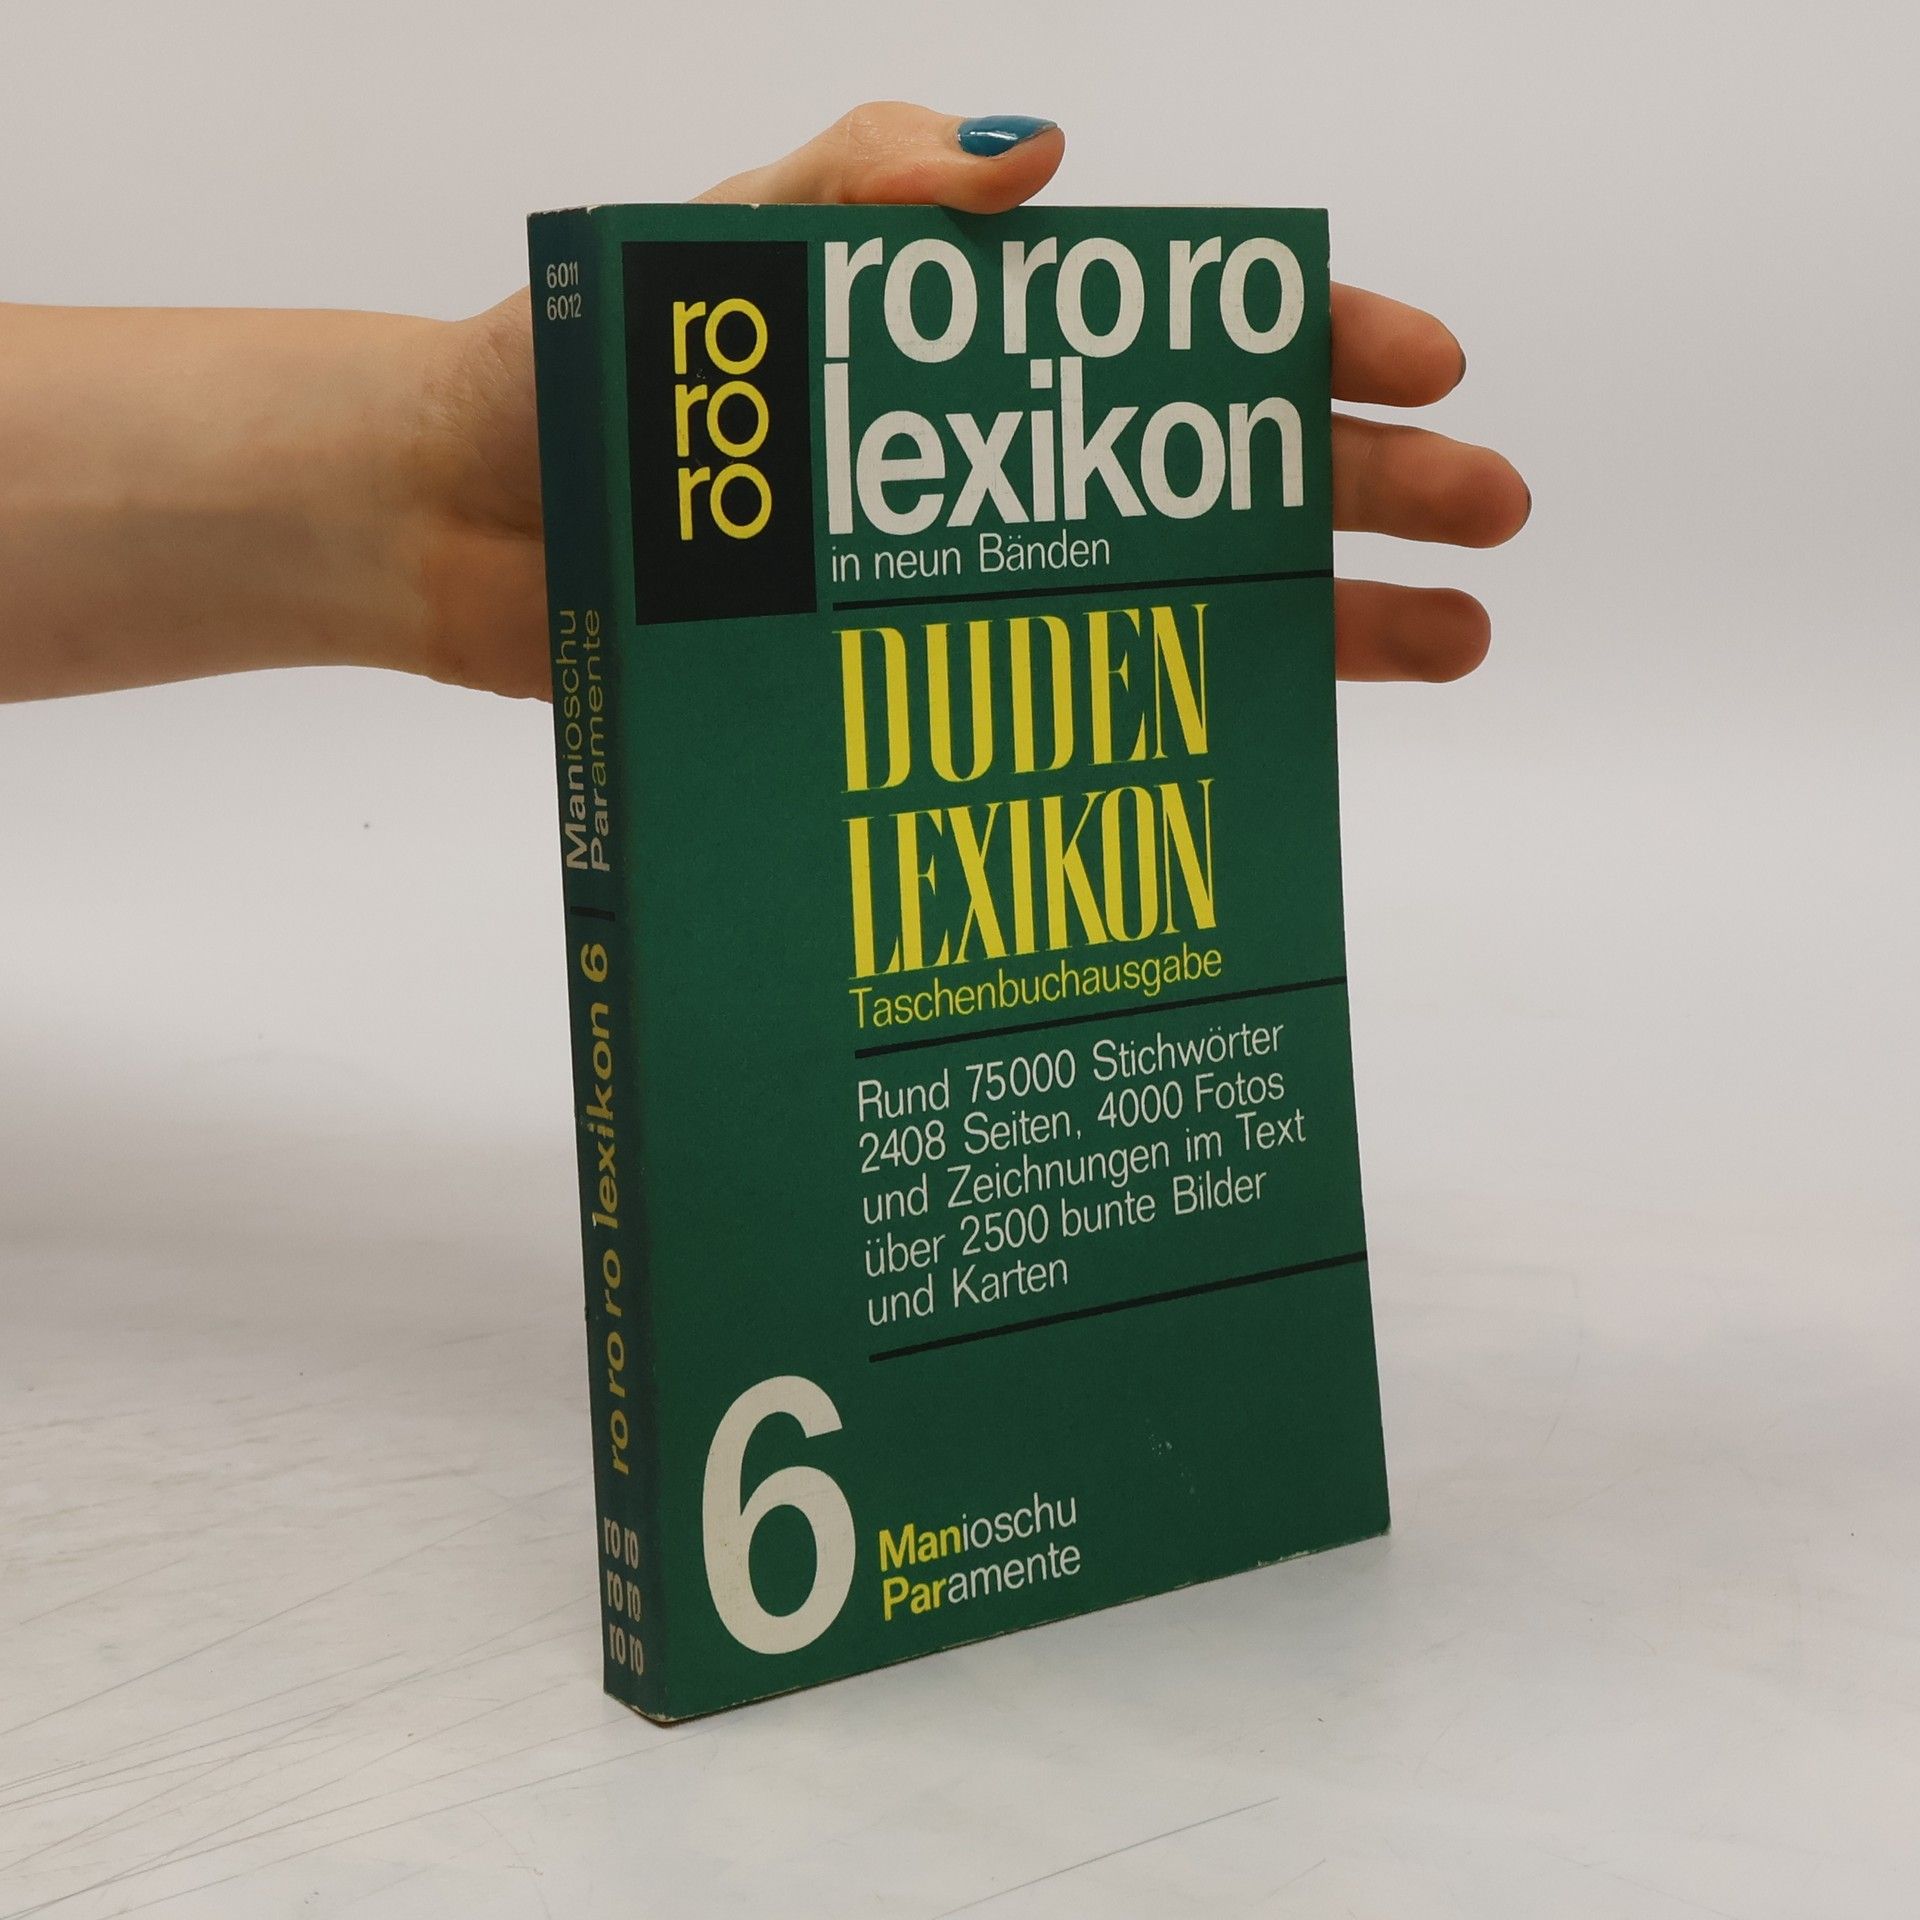 6011
6012
Manioschu
Paramente
ro ro ro lexikon 6
ro ro
ro ro
ro ro
ro
ro
ro
ro ro ro
lexikon
in neun Bänden
DUDEN
LEXIKON
Taschenbuchausgabe
Rund 75000 Stichwörter
2408 Seiten, 4000 Fotos
und Zeichnungen im Text
über 2500 bunte Bilder
und Karten
6
Manioschu
Paramente